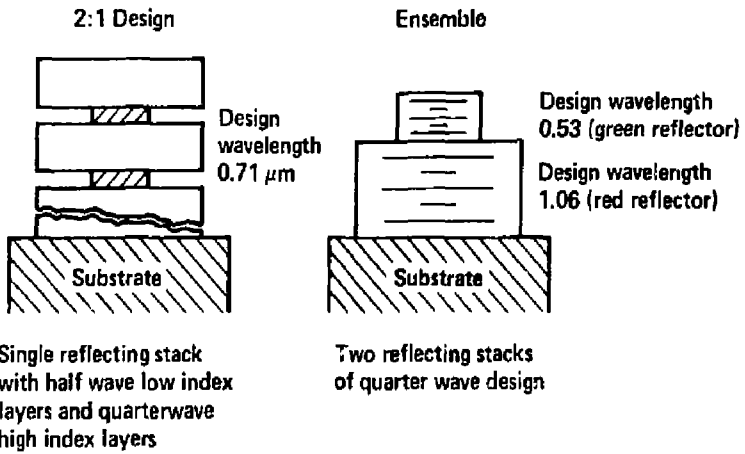 2:1 Design
Design
wavelength
0.71 μm
Substrate
Single reflecting stack
with half wave low index
layers and quarterwave
high index layers
Ensemble
Design wavelength
0.53 (green reflector)
Design wavelength
1.06 (red reflector)
Substrate
Two reflecting stacks
of quarter wave design